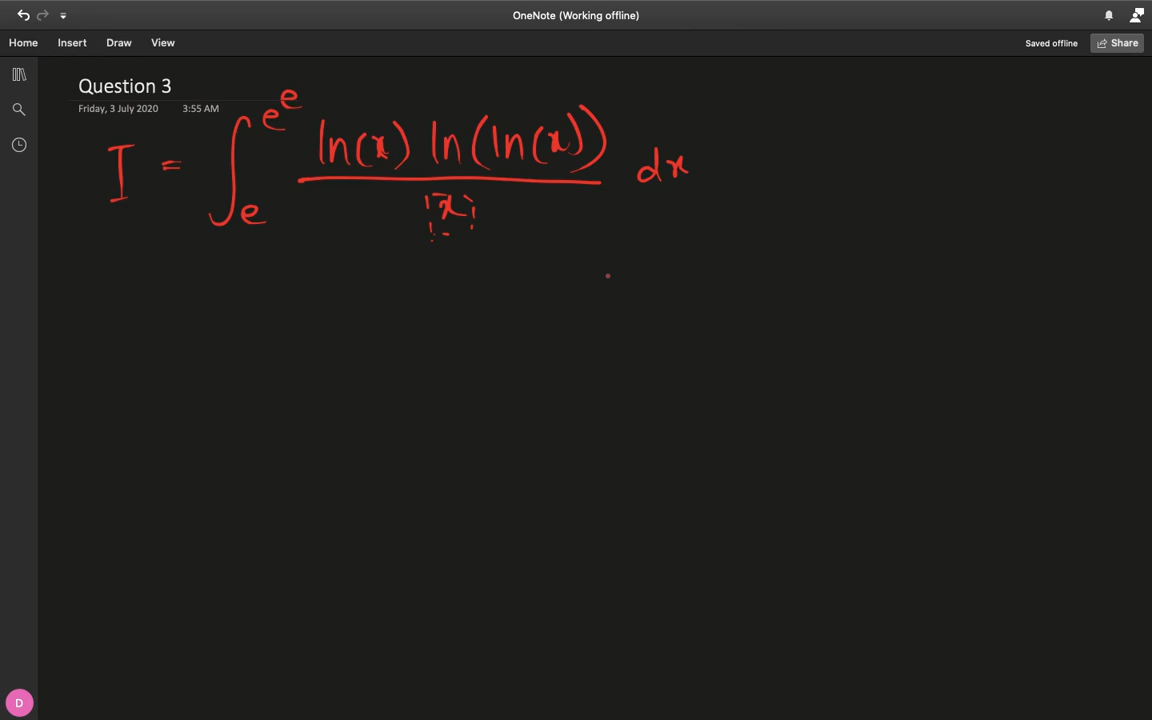 OneNote (Working offline)
Home Insert Draw View
Saved offline Share
Question 3
Friday, 3 July 2020 3:55 AM
I = ∫_e^{e^e} \frac{ln(x) ln(ln(x))}{x} dx
D